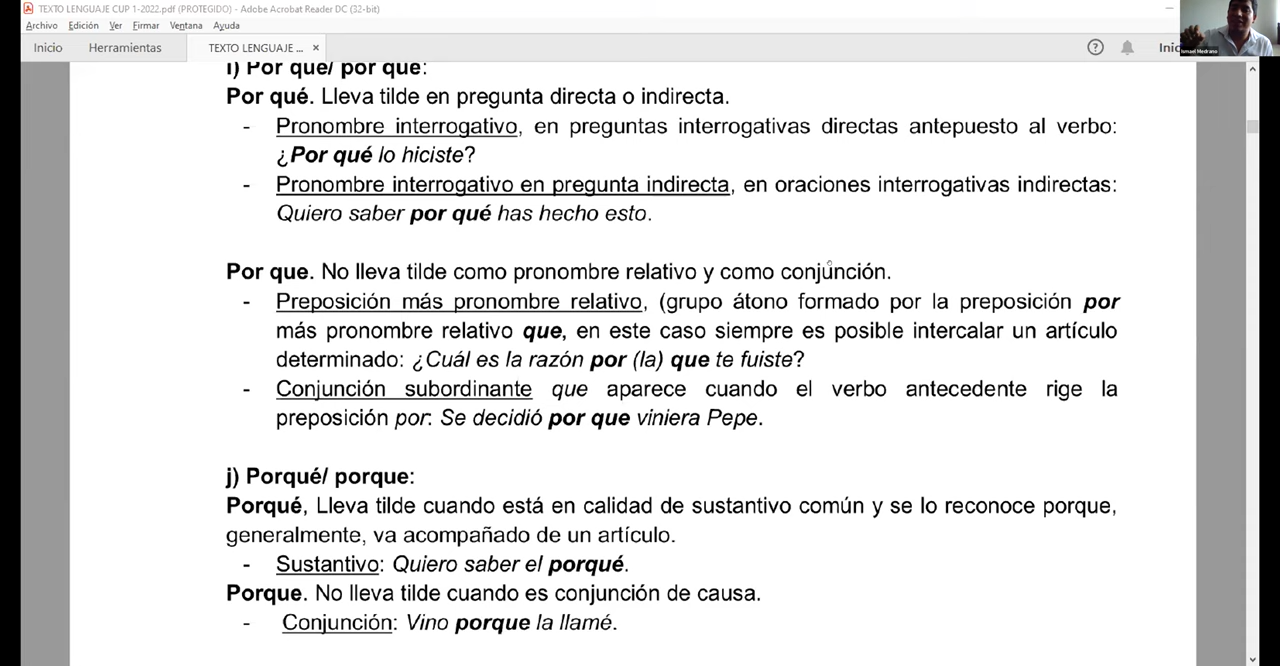 TEXTO LENGUAJE CUP 1-2022.pdf (PROTEGIDO) - Adobe Acrobat Reader DC (32-bit)
Archivo Edición Ver Firmar Ventana Ayuda
Inicio Herramientas TEXTO LENGUAJE ... × Inic
Ismael Medrano
i) Por qué/ por que:
Por qué. Lleva tilde en pregunta directa o indirecta.
- Pronombre interrogativo, en preguntas interrogativas directas antepuesto al verbo:
¿Por qué lo hiciste?
- Pronombre interrogativo en pregunta indirecta, en oraciones interrogativas indirectas:
Quiero saber por qué has hecho esto.
Por que. No lleva tilde como pronombre relativo y como conjunción.
- Preposición más pronombre relativo, (grupo átono formado por la preposición por
más pronombre relativo que, en este caso siempre es posible intercalar un artículo
determinado: ¿Cuál es la razón por (la) que te fuiste?
- Conjunción subordinante que aparece cuando el verbo antecedente rige la
preposición por: Se decidió por que viniera Pepe.
j) Porqué/ porque:
Porqué, Lleva tilde cuando está en calidad de sustantivo común y se lo reconoce porque,
generalmente, va acompañado de un artículo.
- Sustantivo: Quiero saber el porqué.
Porque. No lleva tilde cuando es conjunción de causa.
- Conjunción: Vino porque la llamé.